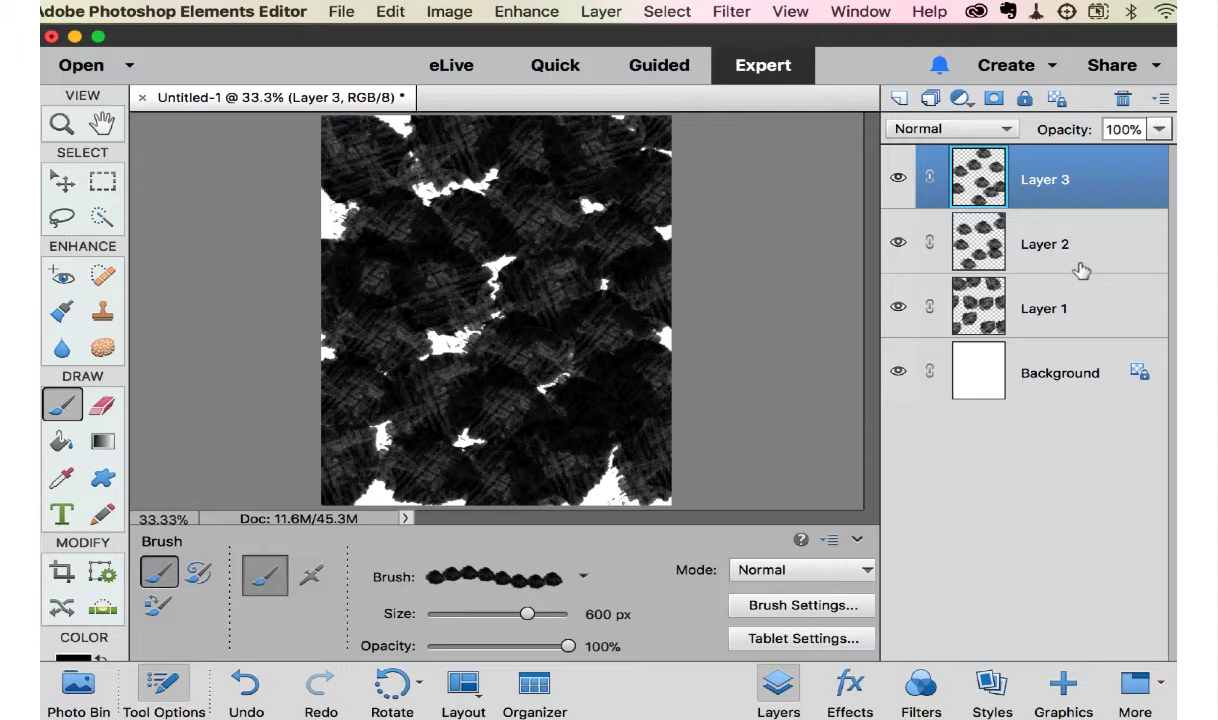 Adobe Photoshop Elements Editor File Edit Image Enhance Layer Select Filter View Window Help
Open eLive Quick Guided Expert Create Share
VIEW
× Untitled-1 @ 33.3% (Layer 3, RGB/8) *
Normal Opacity: 100%
SELECT
Layer 3
Layer 2
ENHANCE
Layer 1
Background
DRAW
T
33.33% Doc: 11.6M/45.3M
MODIFY
Brush
Brush: Mode: Normal
Size: 600 px Brush Settings...
Opacity: 100% Tablet Settings...
COLOR
Photo Bin Tool Options Undo Redo Rotate Layout Organizer Layers Effects Filters Styles Graphics More